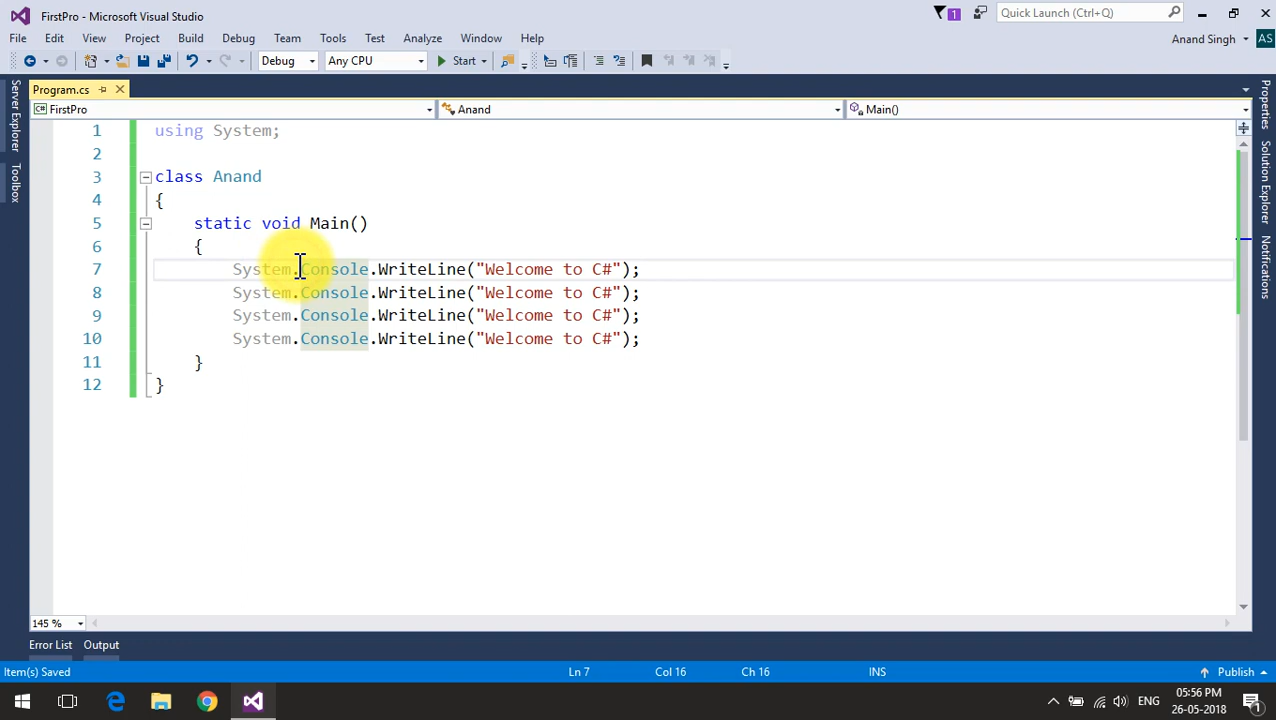 FirstPro - Microsoft Visual Studio
1
Quick Launch (Ctrl+Q)
File Edit View Project Build Debug Team Tools Test Analyze Window Help
Anand Singh AS
Debug Any CPU Start
Program.cs
C# FirstPro Anand Main()
Server Explorer
Toolbox
Properties
Solution Explorer
Notifications
1 using System;
2
3 class Anand
4 {
5 static void Main()
6 {
7 System.Console.WriteLine("Welcome to C#");
8 System.Console.WriteLine("Welcome to C#");
9 System.Console.WriteLine("Welcome to C#");
10 System.Console.WriteLine("Welcome to C#");
11 }
12 }
145 %
Error List Output
Item(s) Saved Ln 7 Col 16 Ch 16 INS Publish
ENG 05:56 PM
26-05-2018 1